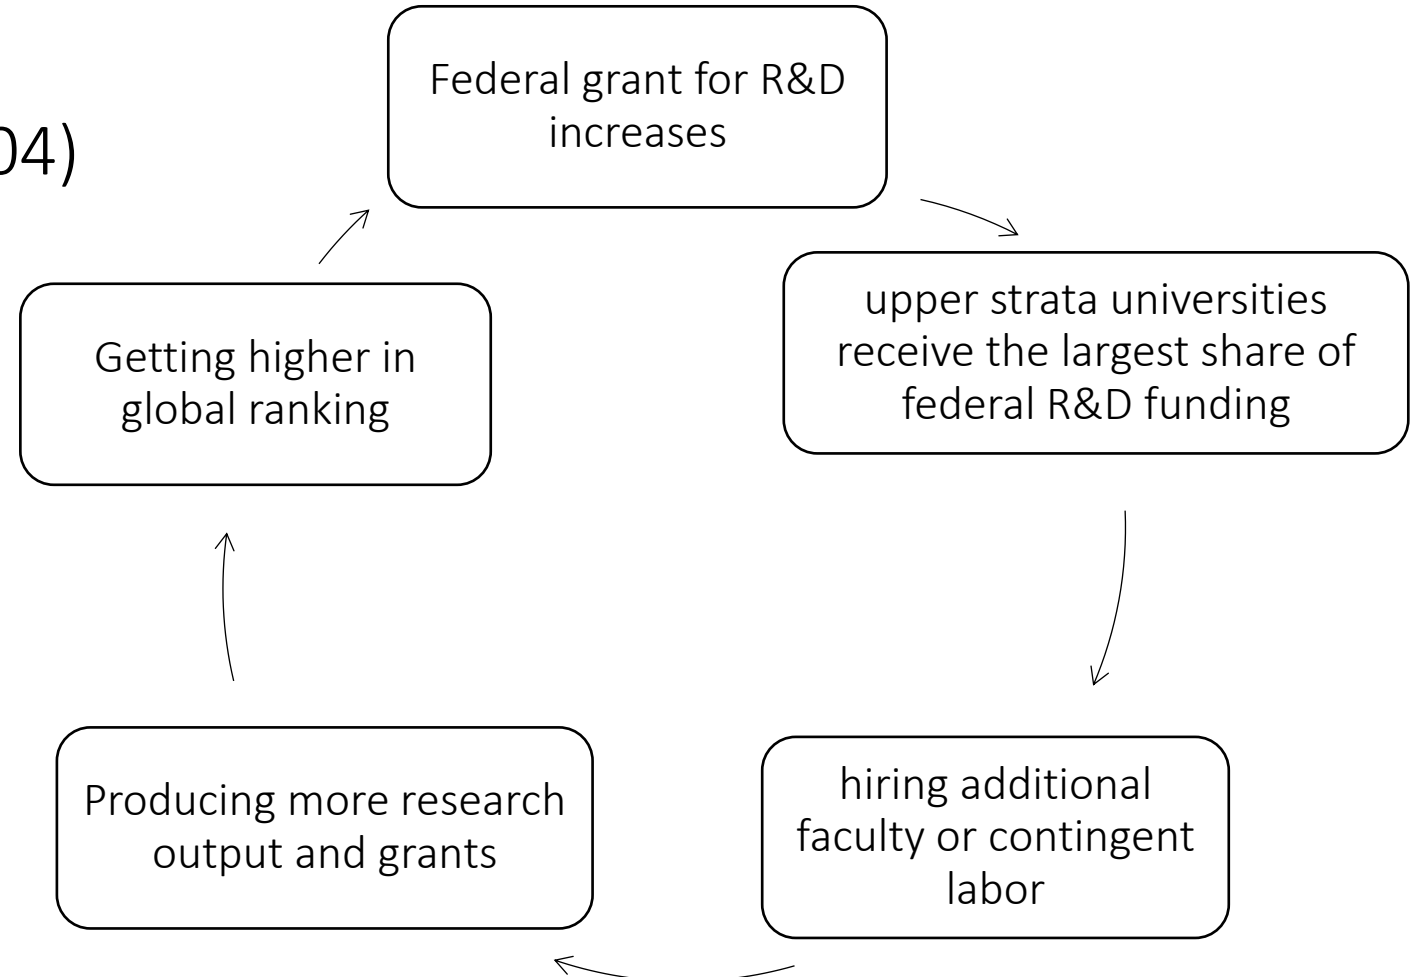 04)
Federal grant for R&D
increases
upper strata universities
receive the largest share of
federal R&D funding
hiring additional
faculty or contingent
labor
Producing more research
output and grants
Getting higher in
global ranking